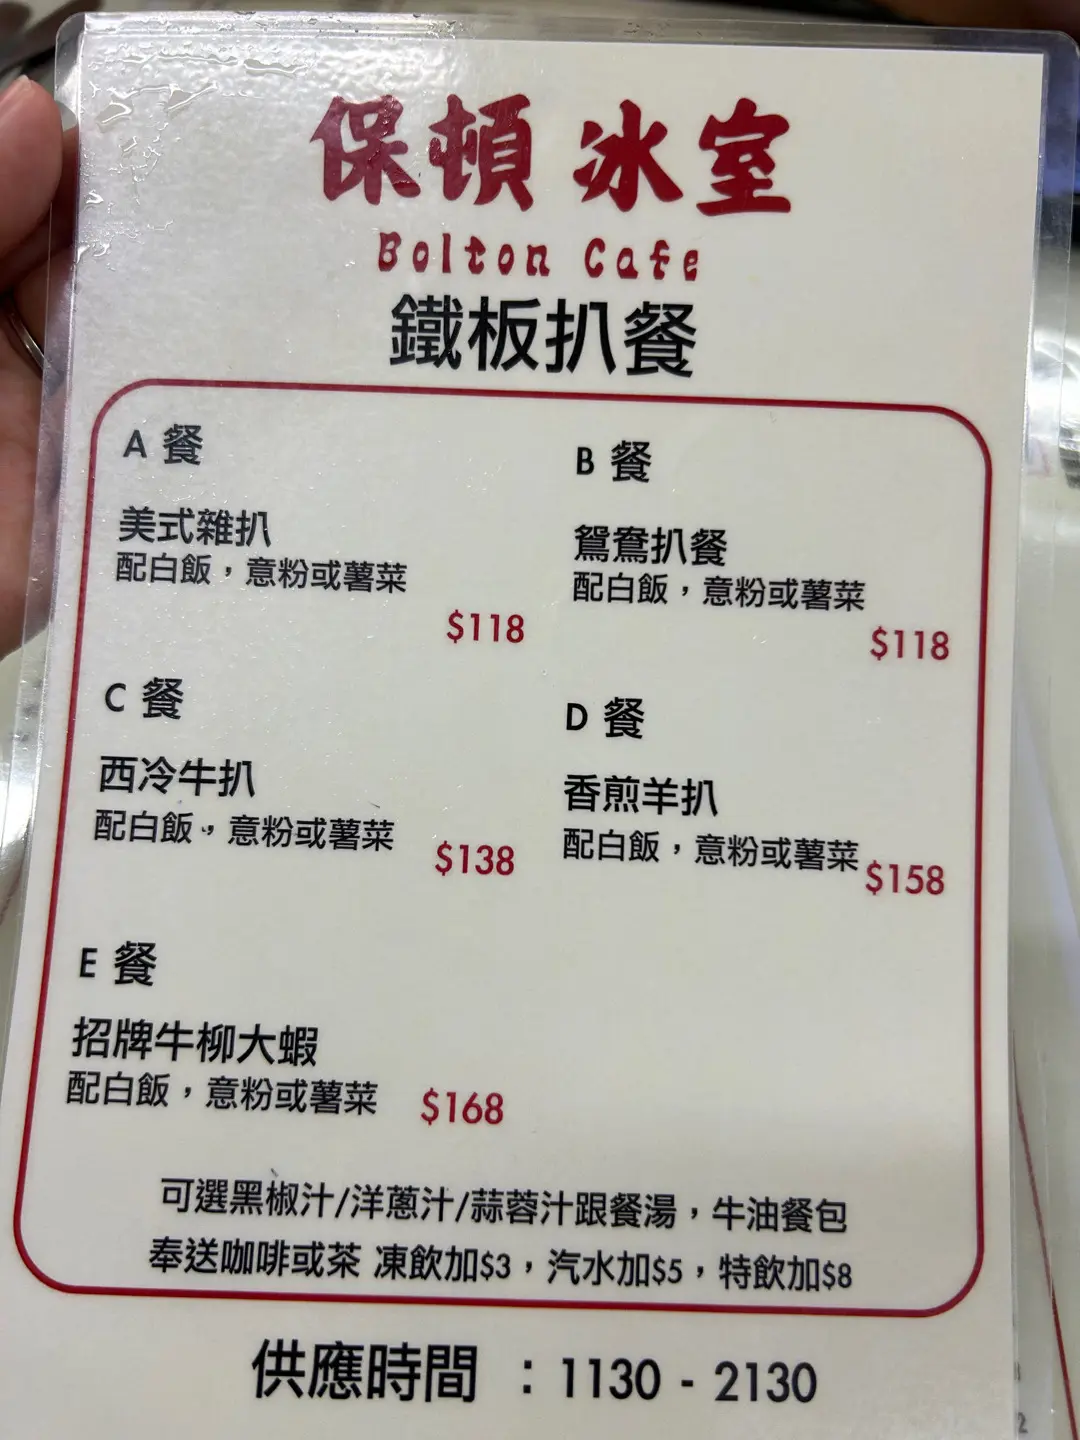 保頓 冰室
Bolton Cafe
鐵板扒餐
A 餐
美式雜扒
配白飯，意粉或薯菜
$118
B 餐
鴛鴦扒餐
配白飯，意粉或薯菜
$118
C 餐
西冷牛扒
配白飯，意粉或薯菜
$138
D 餐
香煎羊扒
配白飯，意粉或薯菜
$158
E 餐
招牌牛柳大蝦
配白飯，意粉或薯菜
$168
可選黑椒汁/洋蔥汁/蒜蓉汁跟餐湯，牛油餐包
奉送咖啡或茶 凍飲加$3，汽水加$5，特飲加$8
供應時間 ：1130 - 2130